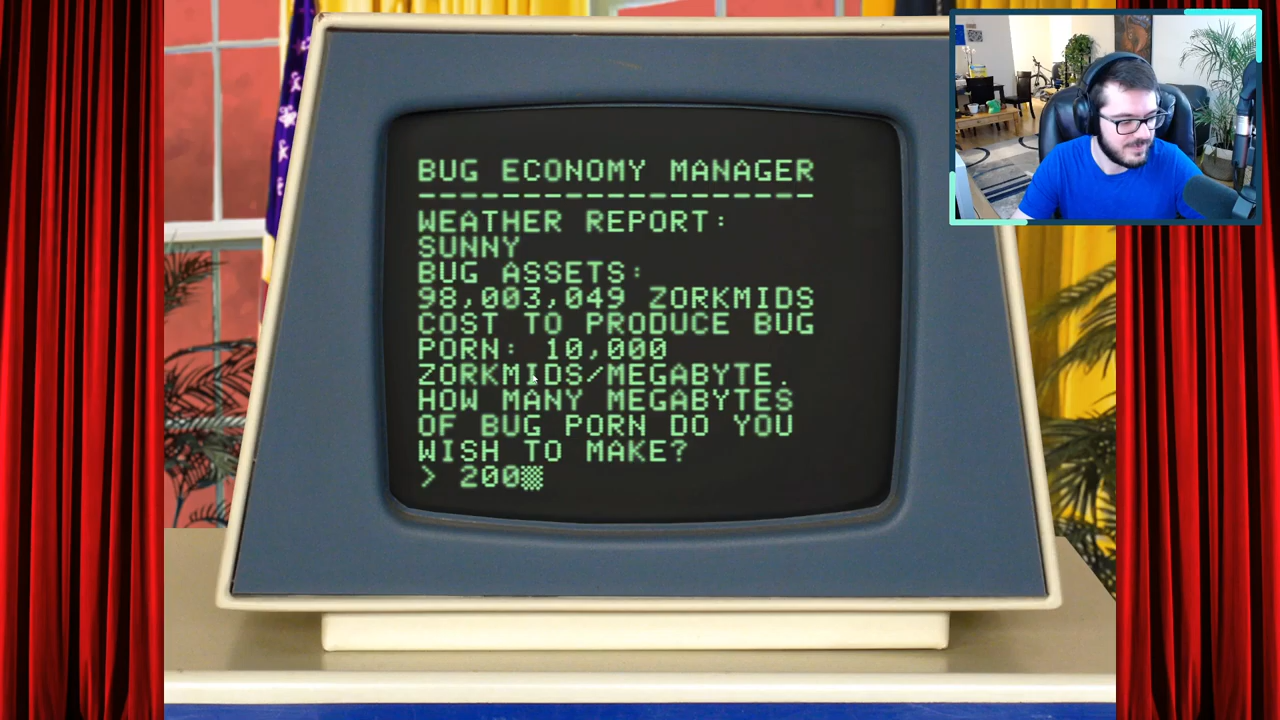 BUG ECONOMY MANAGER
-------------------
WEATHER REPORT:
SUNNY
BUG ASSETS:
98,003,049 ZORKMIDS
COST TO PRODUCE BUG
PORN: 10,000
ZORKMIDS/MEGABYTE.
HOW MANY MEGABYTES
OF BUG PORN DO YOU
WISH TO MAKE?
> 200